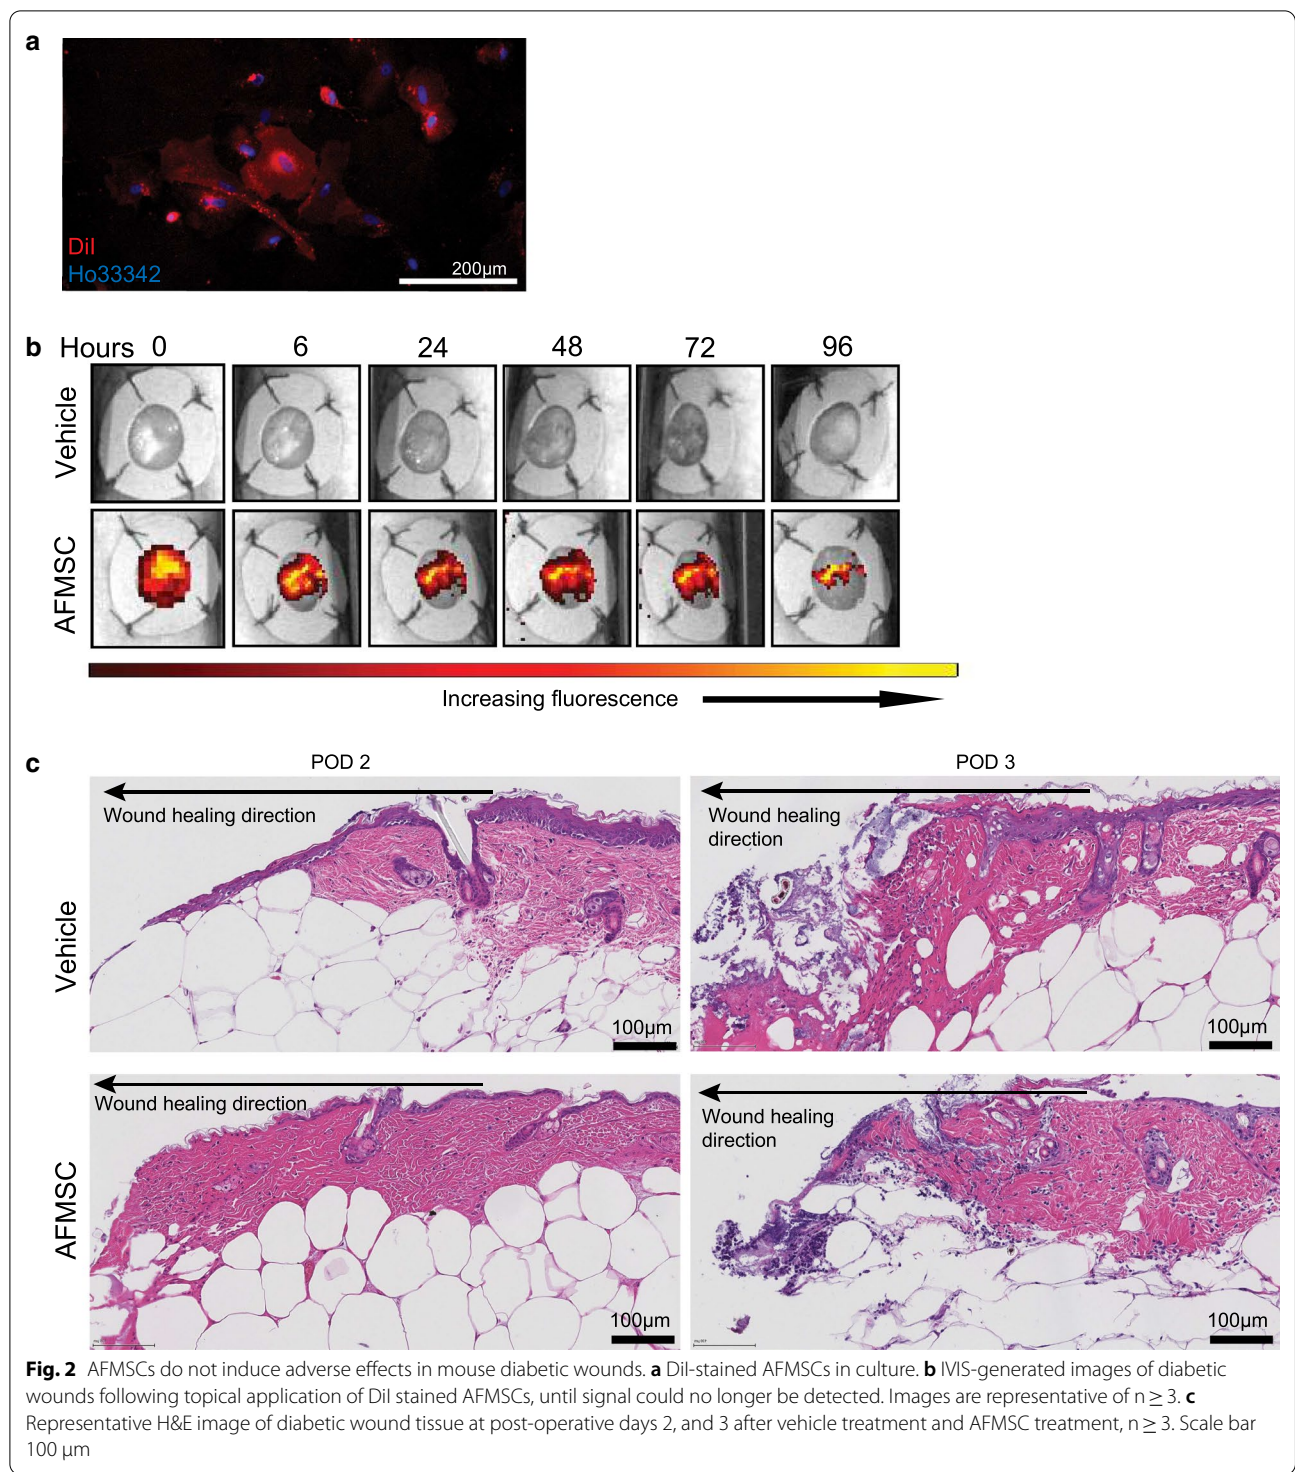 a
DiI
Ho33342
200μm
b
Hours 0 6 24 48 72 96
Vehicle
AFMSC
Increasing fluorescence
c
POD 2
POD 3
Vehicle
Wound healing direction
100μm
Wound healing
direction
100μm
AFMSC
Wound healing direction
100μm
Wound healing
direction
100μm
Fig. 2 AFMSCs do not induce adverse effects in mouse diabetic wounds. a DiI-stained AFMSCs in culture. b IVIS-generated images of diabetic
wounds following topical application of DiI stained AFMSCs, until signal could no longer be detected. Images are representative of n ≥ 3. c
Representative H&E image of diabetic wound tissue at post-operative days 2, and 3 after vehicle treatment and AFMSC treatment, n ≥ 3. Scale bar
100 μm